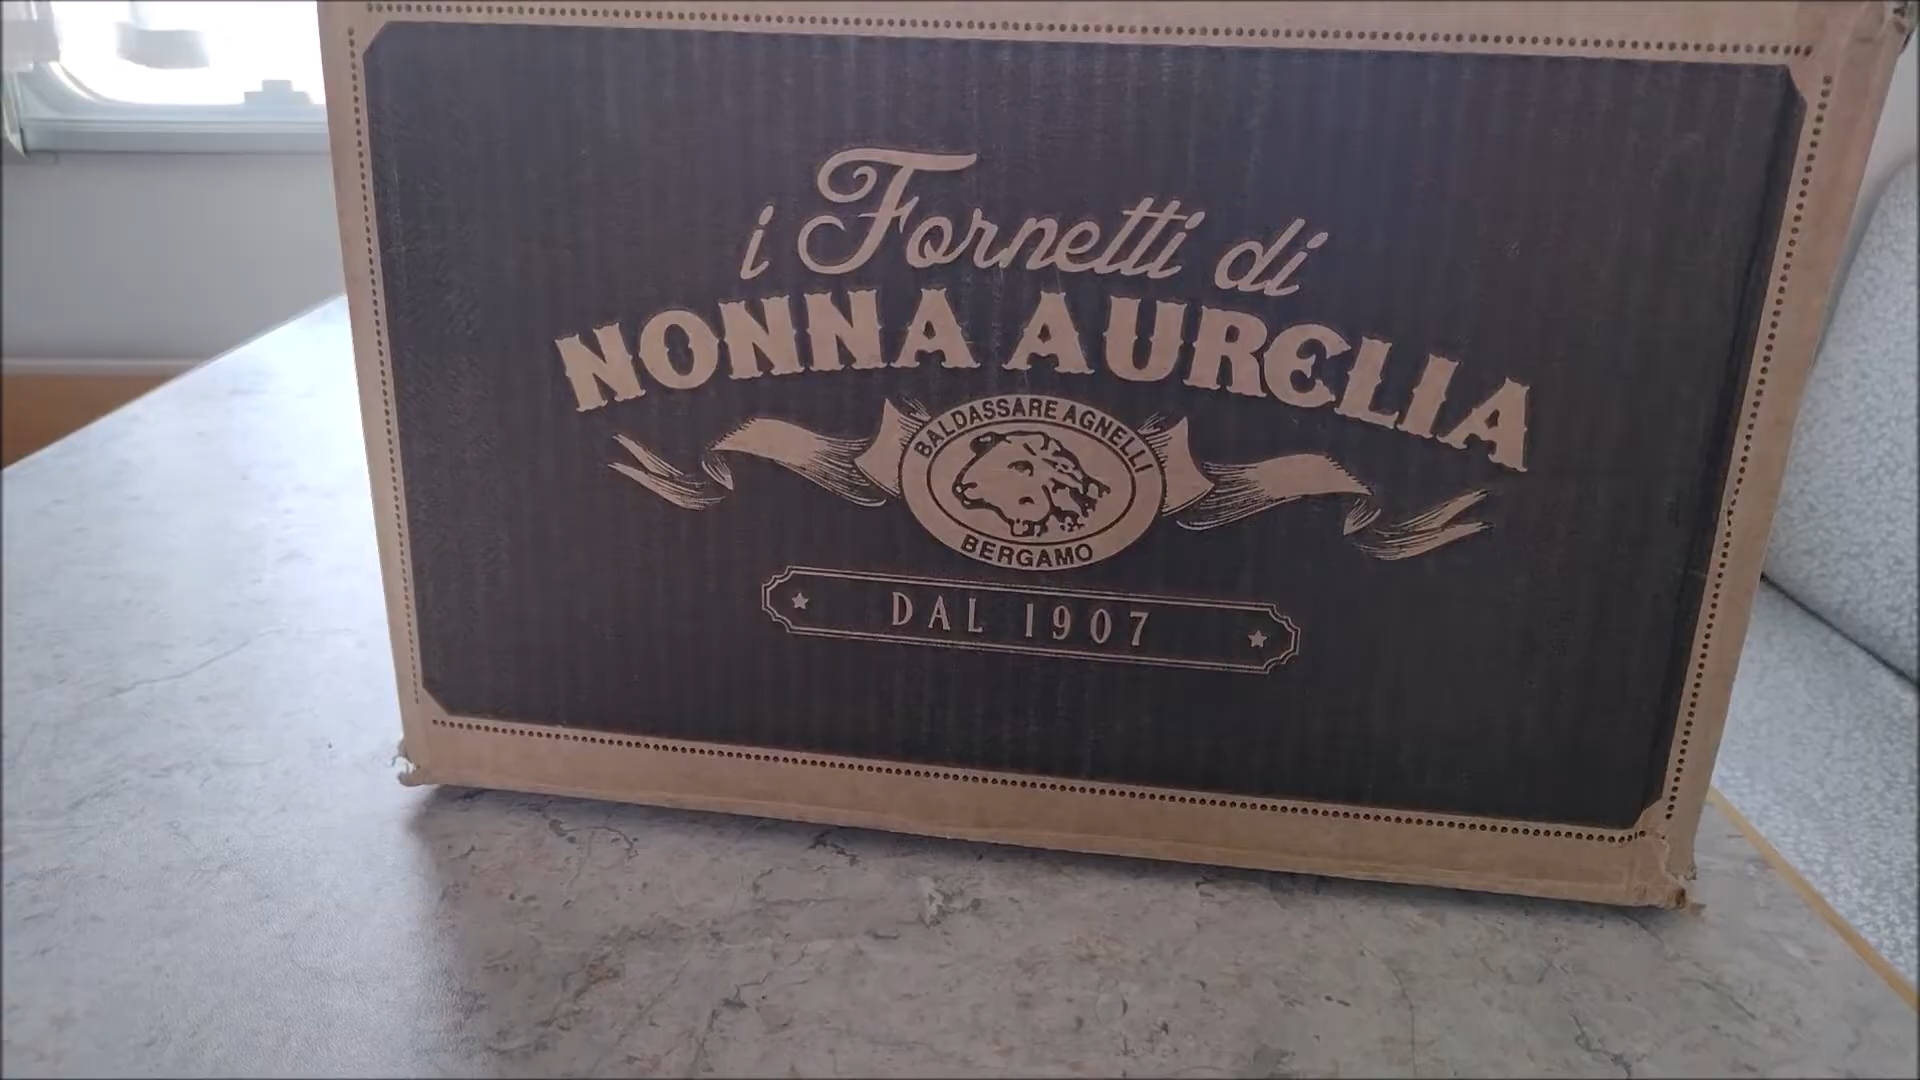 i Fornetti di
NONNA AURELIA
BALDASSARE AGNELLI
BERGAMO
DAL 1907